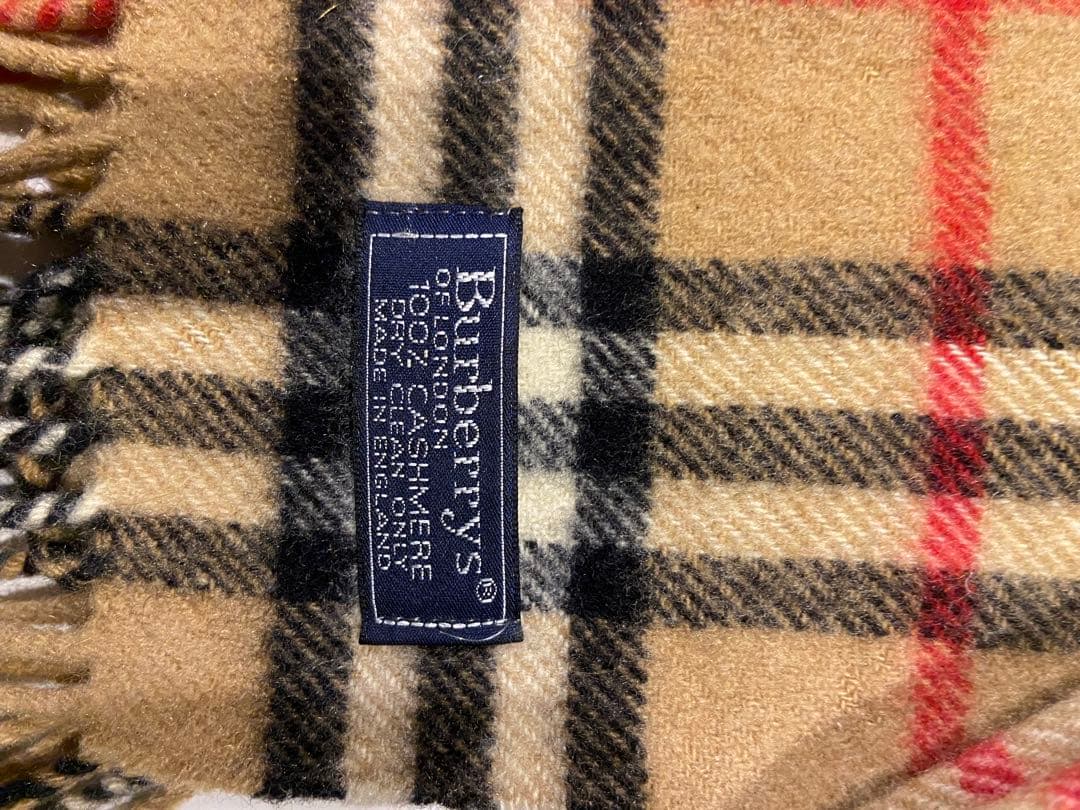 Burberrys®
OF LONDON
100% CASHMERE
DRY CLEAN ONLY
MADE IN ENGLAND